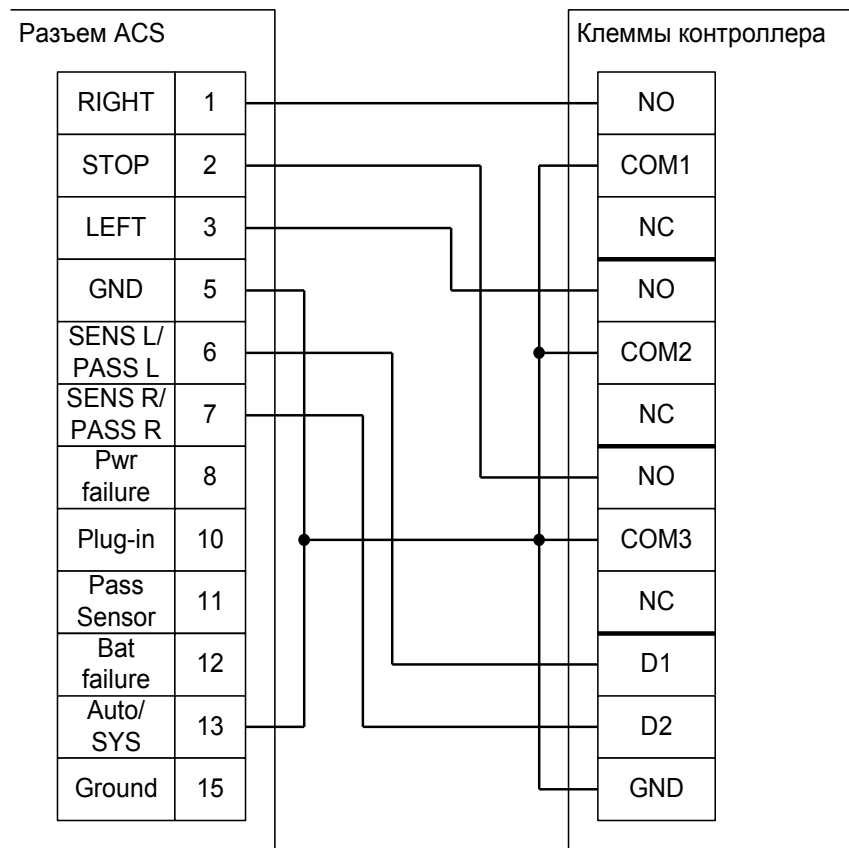 Разъем ACS
Клеммы контроллера
RIGHT 1
NO
STOP 2
COM1
LEFT 3
NC
GND 5
NO
SENS L/
PASS L
6
COM2
SENS R/
PASS R
7
NC
Pwr
failure
8
NO
Plug-in 10
COM3
Pass
Sensor
11
NC
Bat
failure
12
D1
Auto/
SYS
13
D2
Ground 15
GND